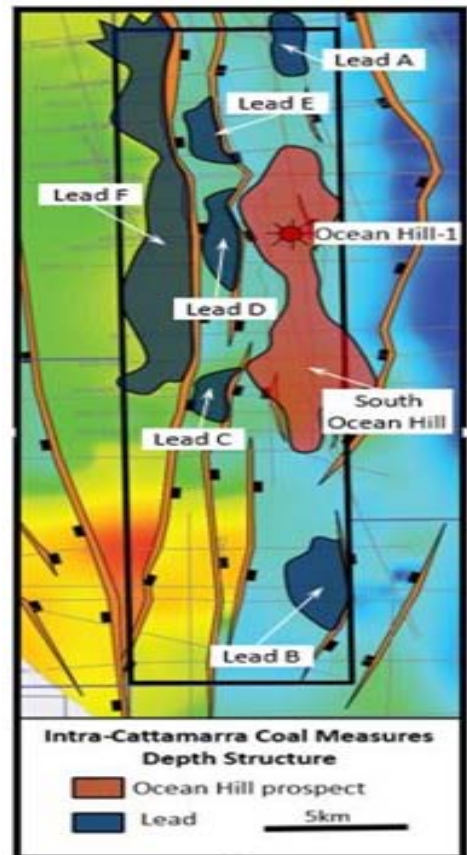 Lead A
Lead E
Lead F
Ocean Hill-1
Lead D
South
Ocean Hill
Lead C
Lead B
Intra-Cattamarra Coal Measures
Depth Structure
Ocean Hill prospect
Lead
5km